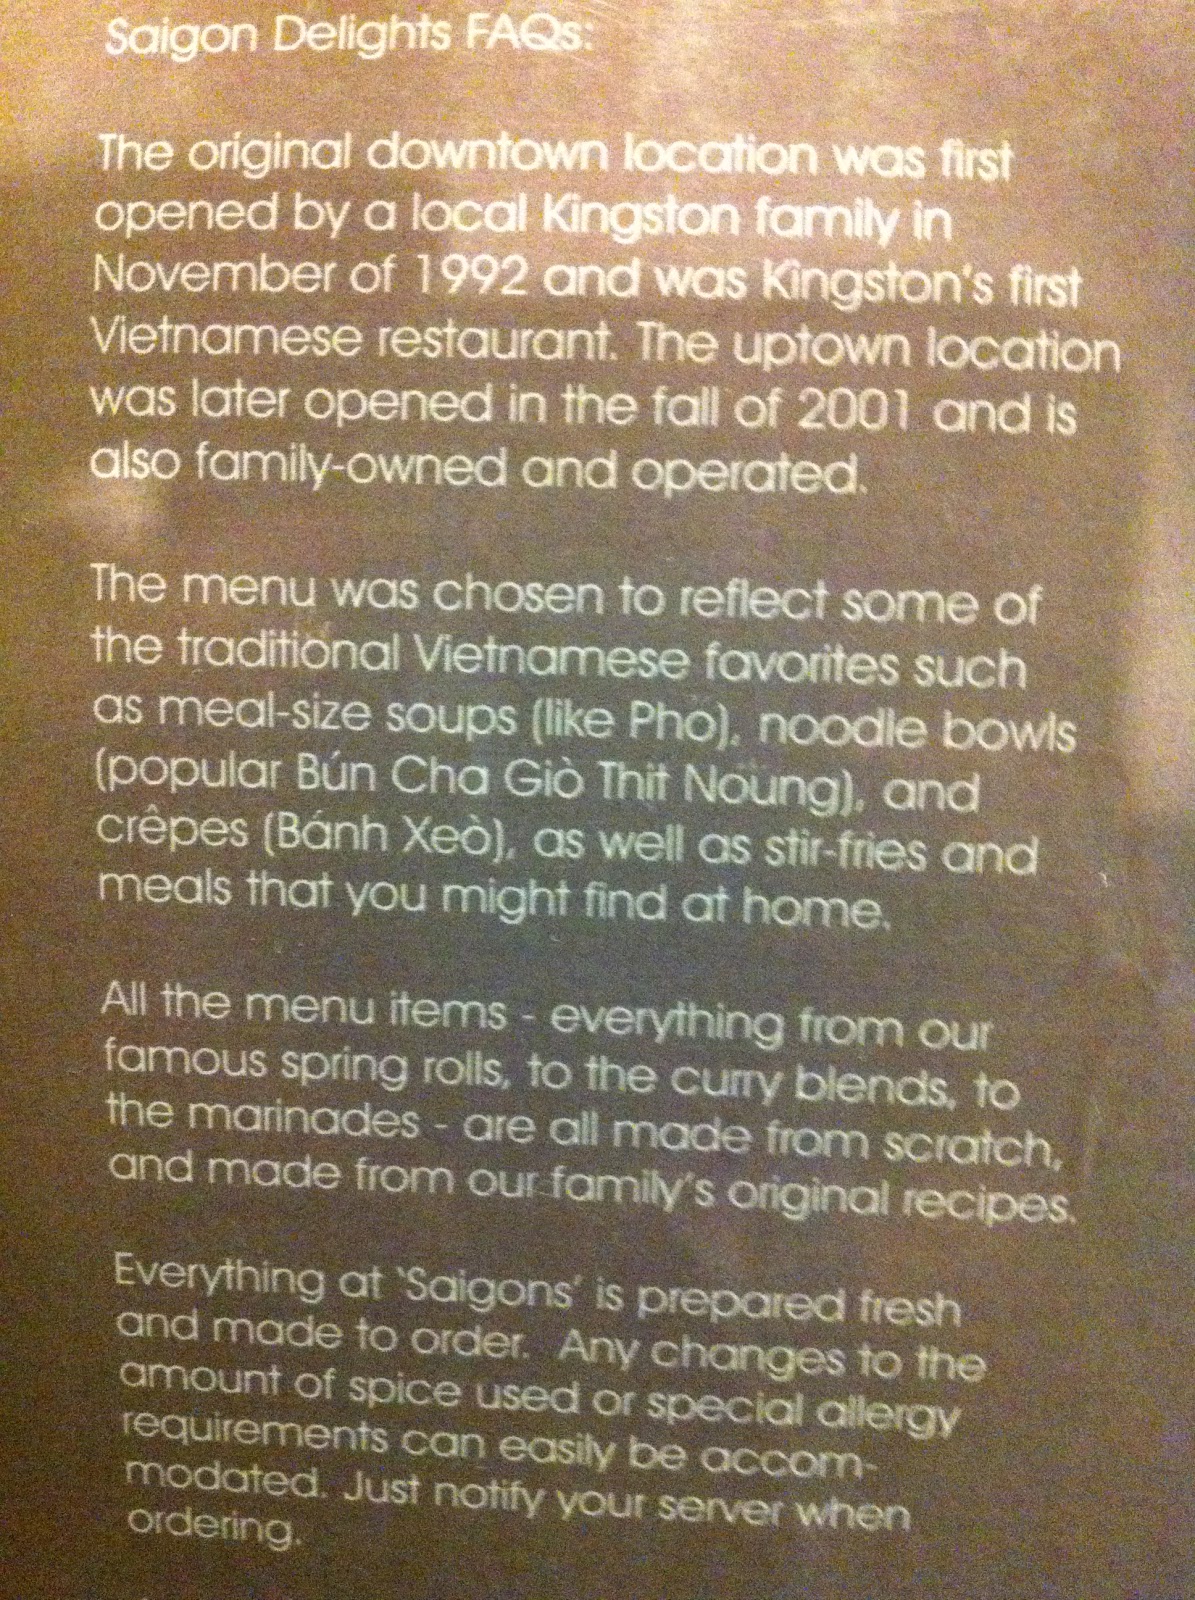 Saigon Delights FAQs:
The original downtown location was first
opened by a local Kingston family in
November of 1992 and was Kingston's first
Vietnamese restaurant. The uptown location
was later opened in the fall of 2001 and is
also family-owned and operated.
The menu was chosen to reflect some of
the traditional Vietnamese favorites such
as meal-size soups (like Pho), noodle bowls
(popular Bún Cha Giò Thit Noùng), and
crêpes (Bánh Xeò), as well as stir-fries and
meals that you might find at home.
All the menu items - everything from our
famous spring rolls, to the curry blends, to
the marinades - are all made from scratch,
and made from our family's original recipes.
Everything at 'Saigons' is prepared fresh
and made to order. Any changes to the
amount of spice used or special allergy
requirements can easily be accom-
modated. Just notify your server when
ordering.